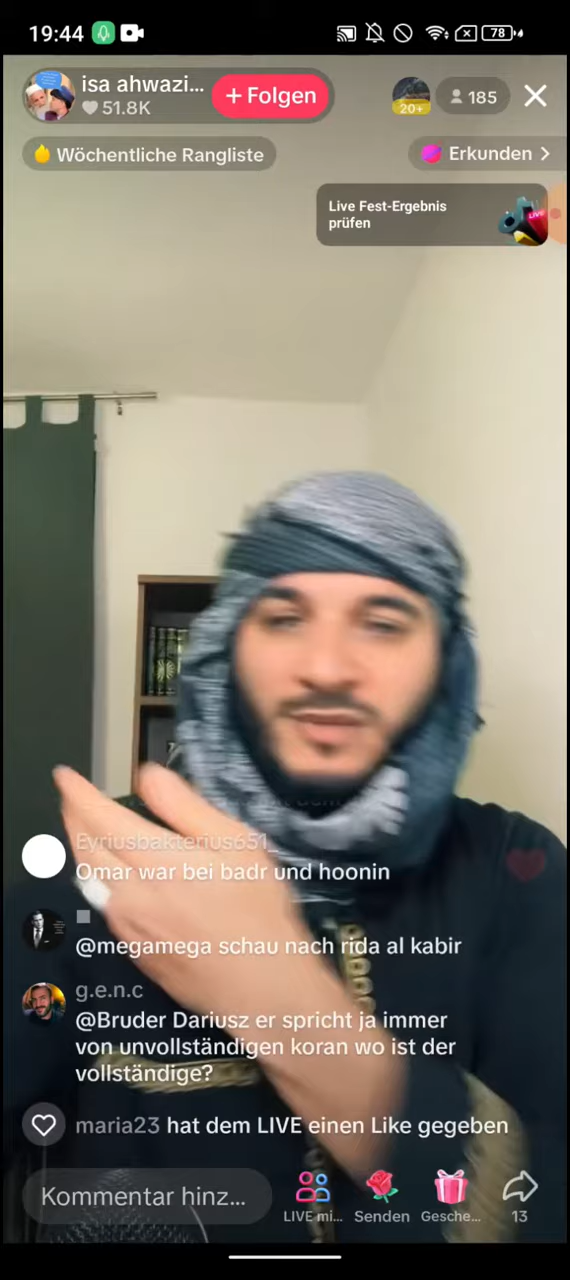 19:44
78
isa ahwazi...
51.8K
+ Folgen
20+
185
Wöchentliche Rangliste
Erkunden >
Live Fest-Ergebnis
prüfen
LIVE
Eyriusbakterius651_
Omar war bei badr und hoonin
@megamega schau nach rida al kabir
g.e.n.c
@Bruder Dariusz er spricht ja immer
von unvollständigen koran wo ist der
vollständige?
maria23 hat dem LIVE einen Like gegeben
Kommentar hinz...
LIVE mi...
Senden
Gesche...
13